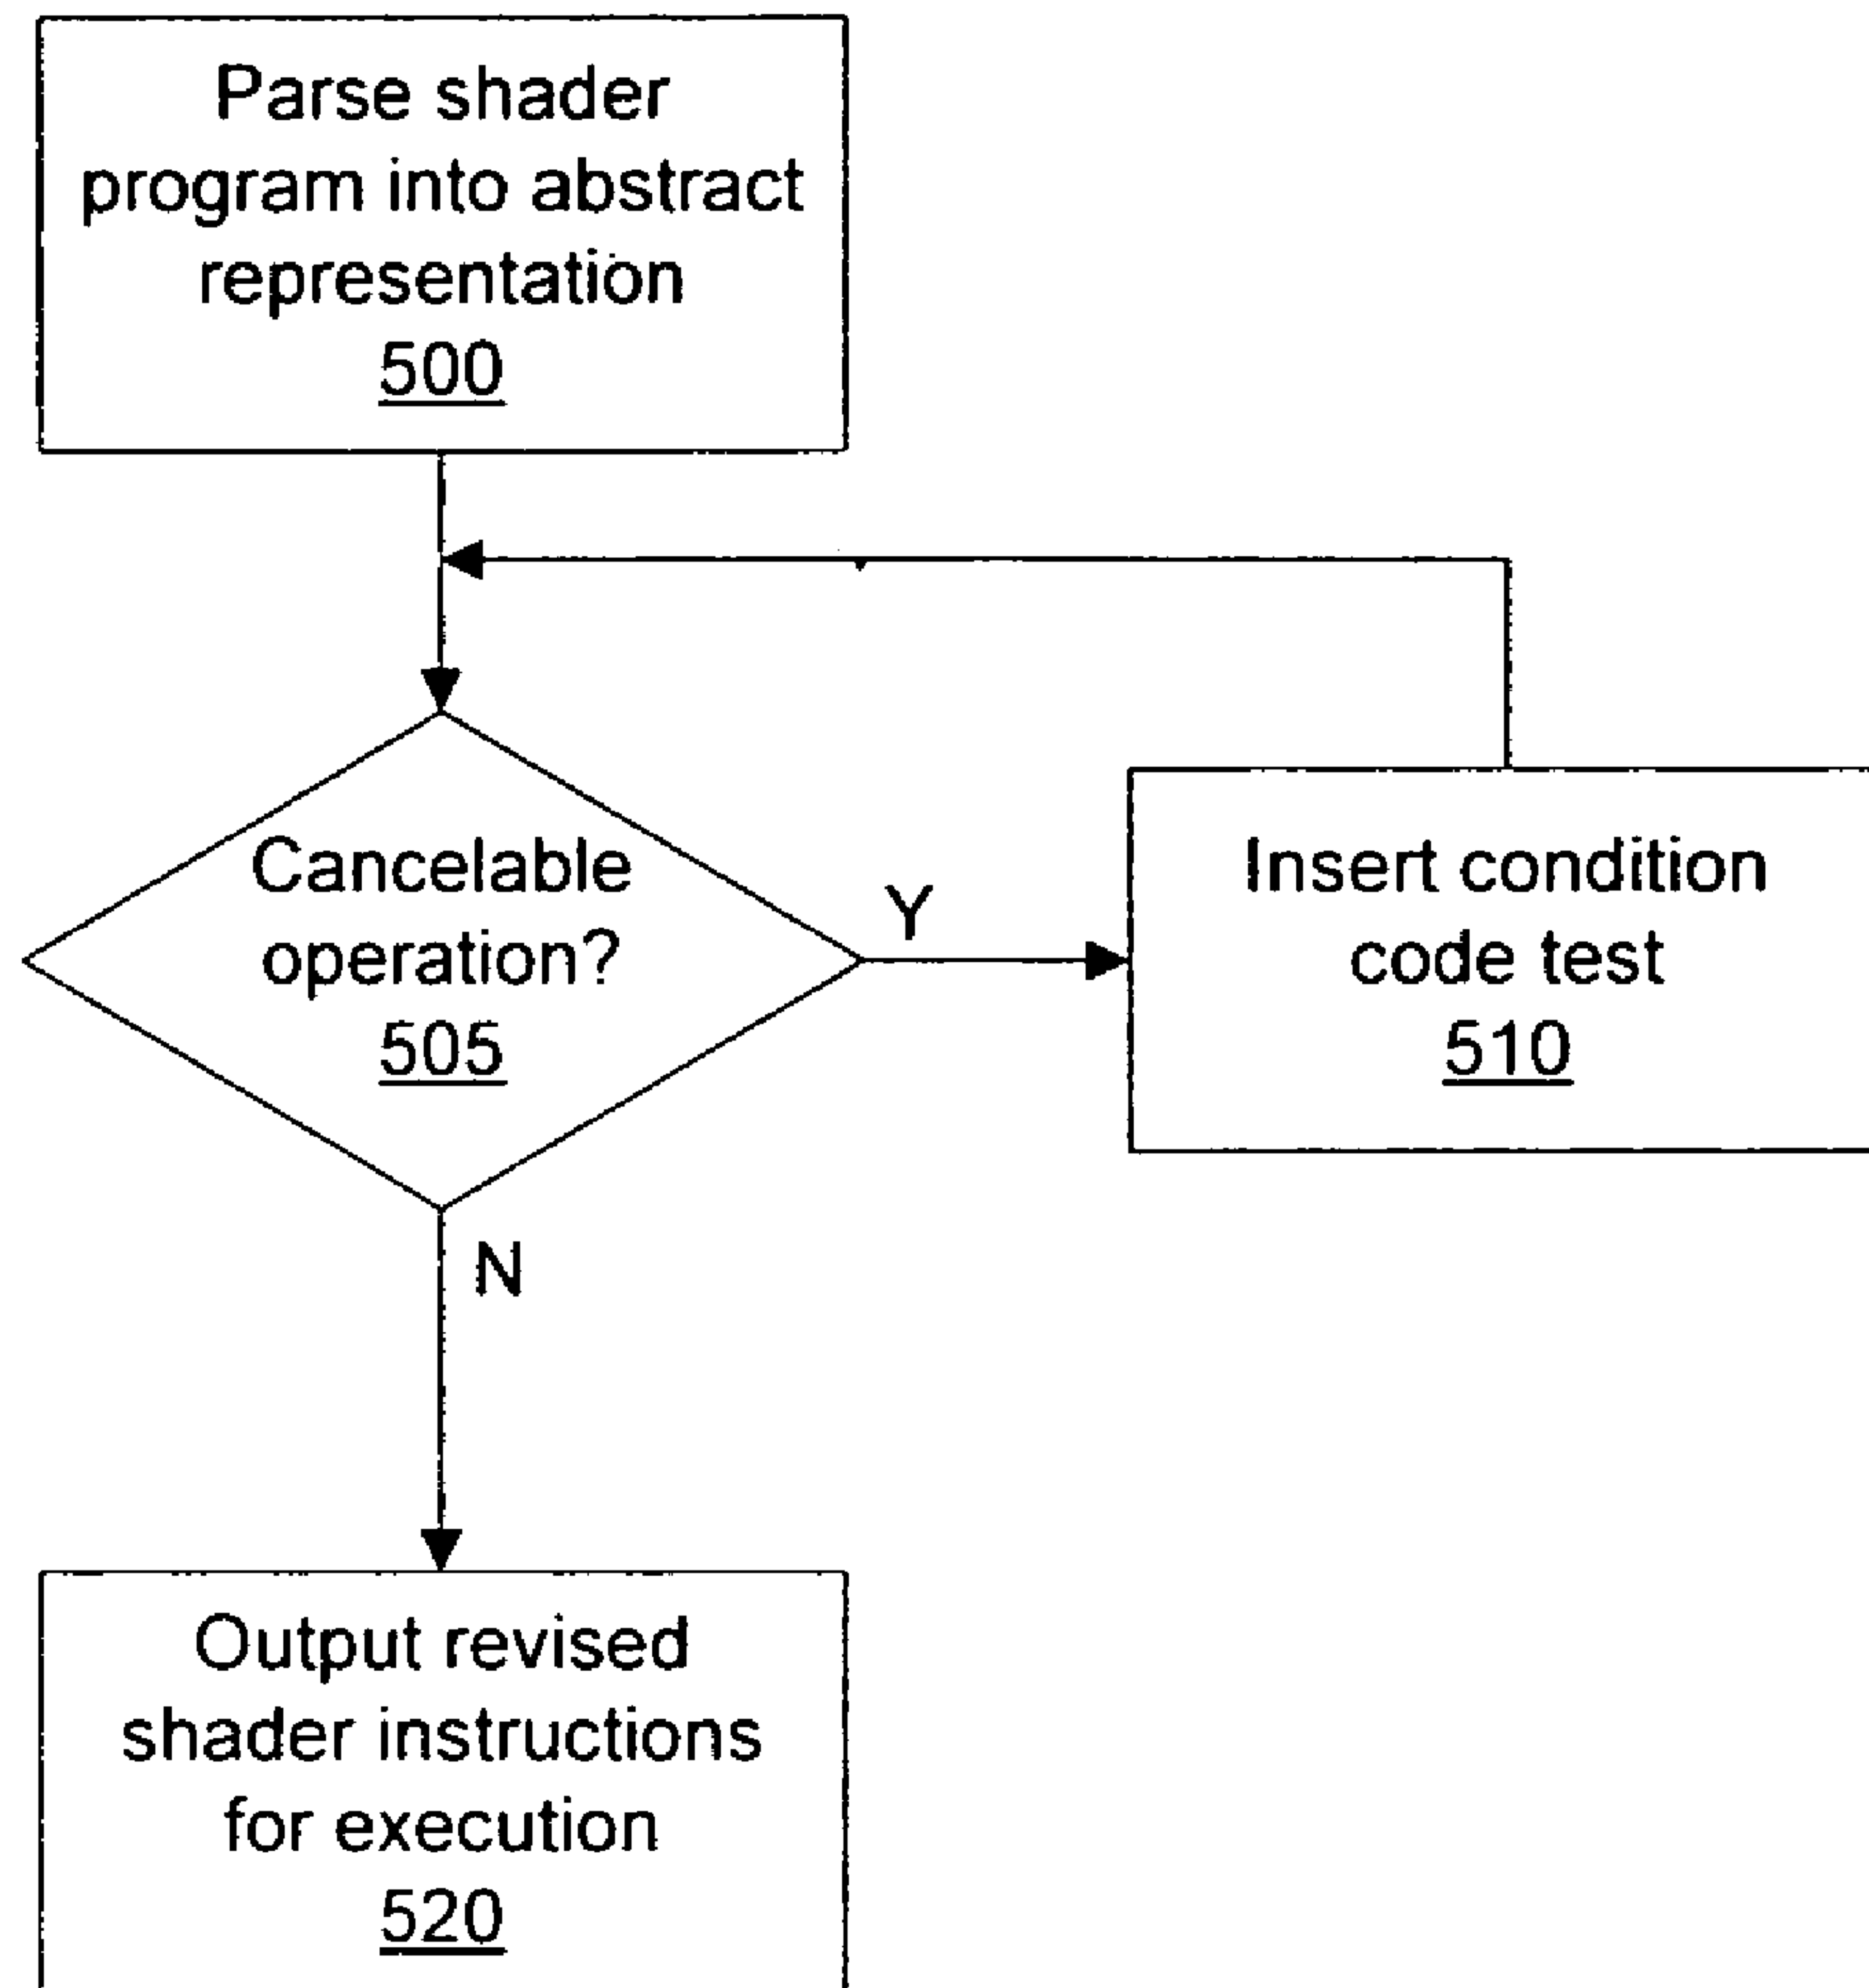 Parse shader
program into abstract
representation
500
Cancelable
operation?
505
Y
Insert condition
code test
510
N
Output revised
shader instructions
for execution
520